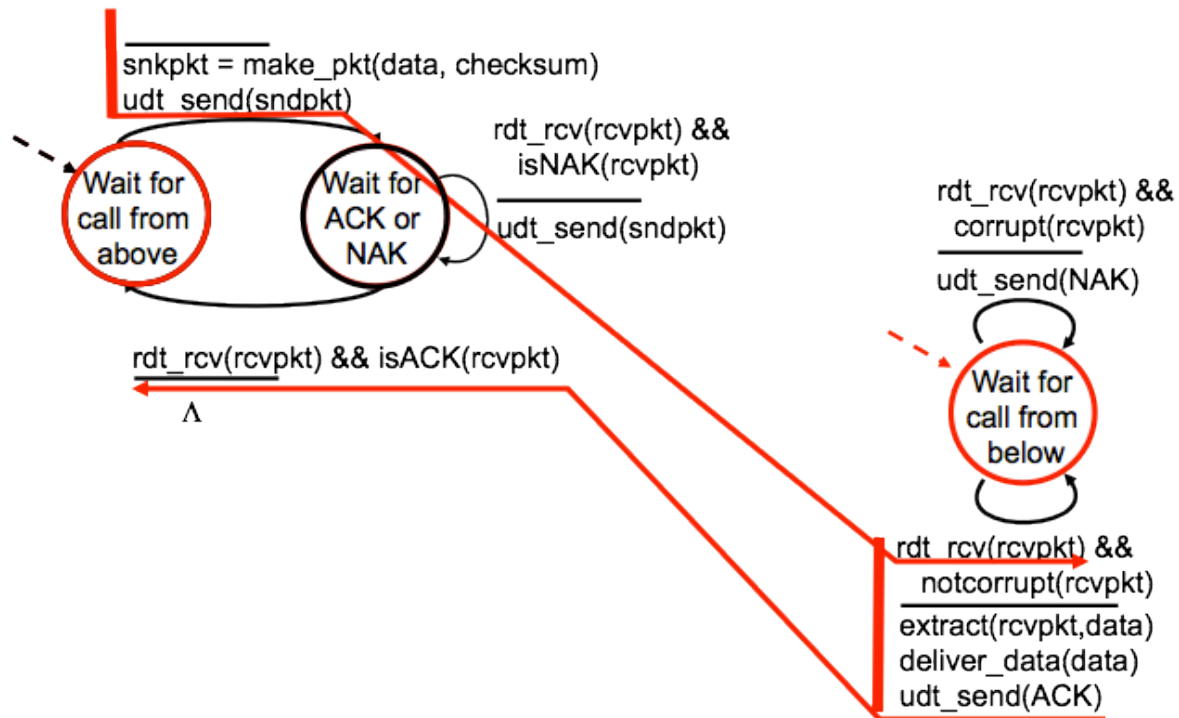 snkpkt = make_pkt(data, checksum)
udt_send(sndpkt)
Wait for
call from
above
Wait for
ACK or
NAK
rdt_rcv(rcvpkt) &&
isNAK(rcvpkt)
udt_send(sndpkt)
rdt_rcv(rcvpkt) && isACK(rcvpkt)
Λ
rdt_rcv(rcvpkt) &&
corrupt(rcvpkt)
udt_send(NAK)
Wait for
call from
below
rdt_rcv(rcvpkt) &&
notcorrupt(rcvpkt)
extract(rcvpkt,data)
deliver_data(data)
udt_send(ACK)